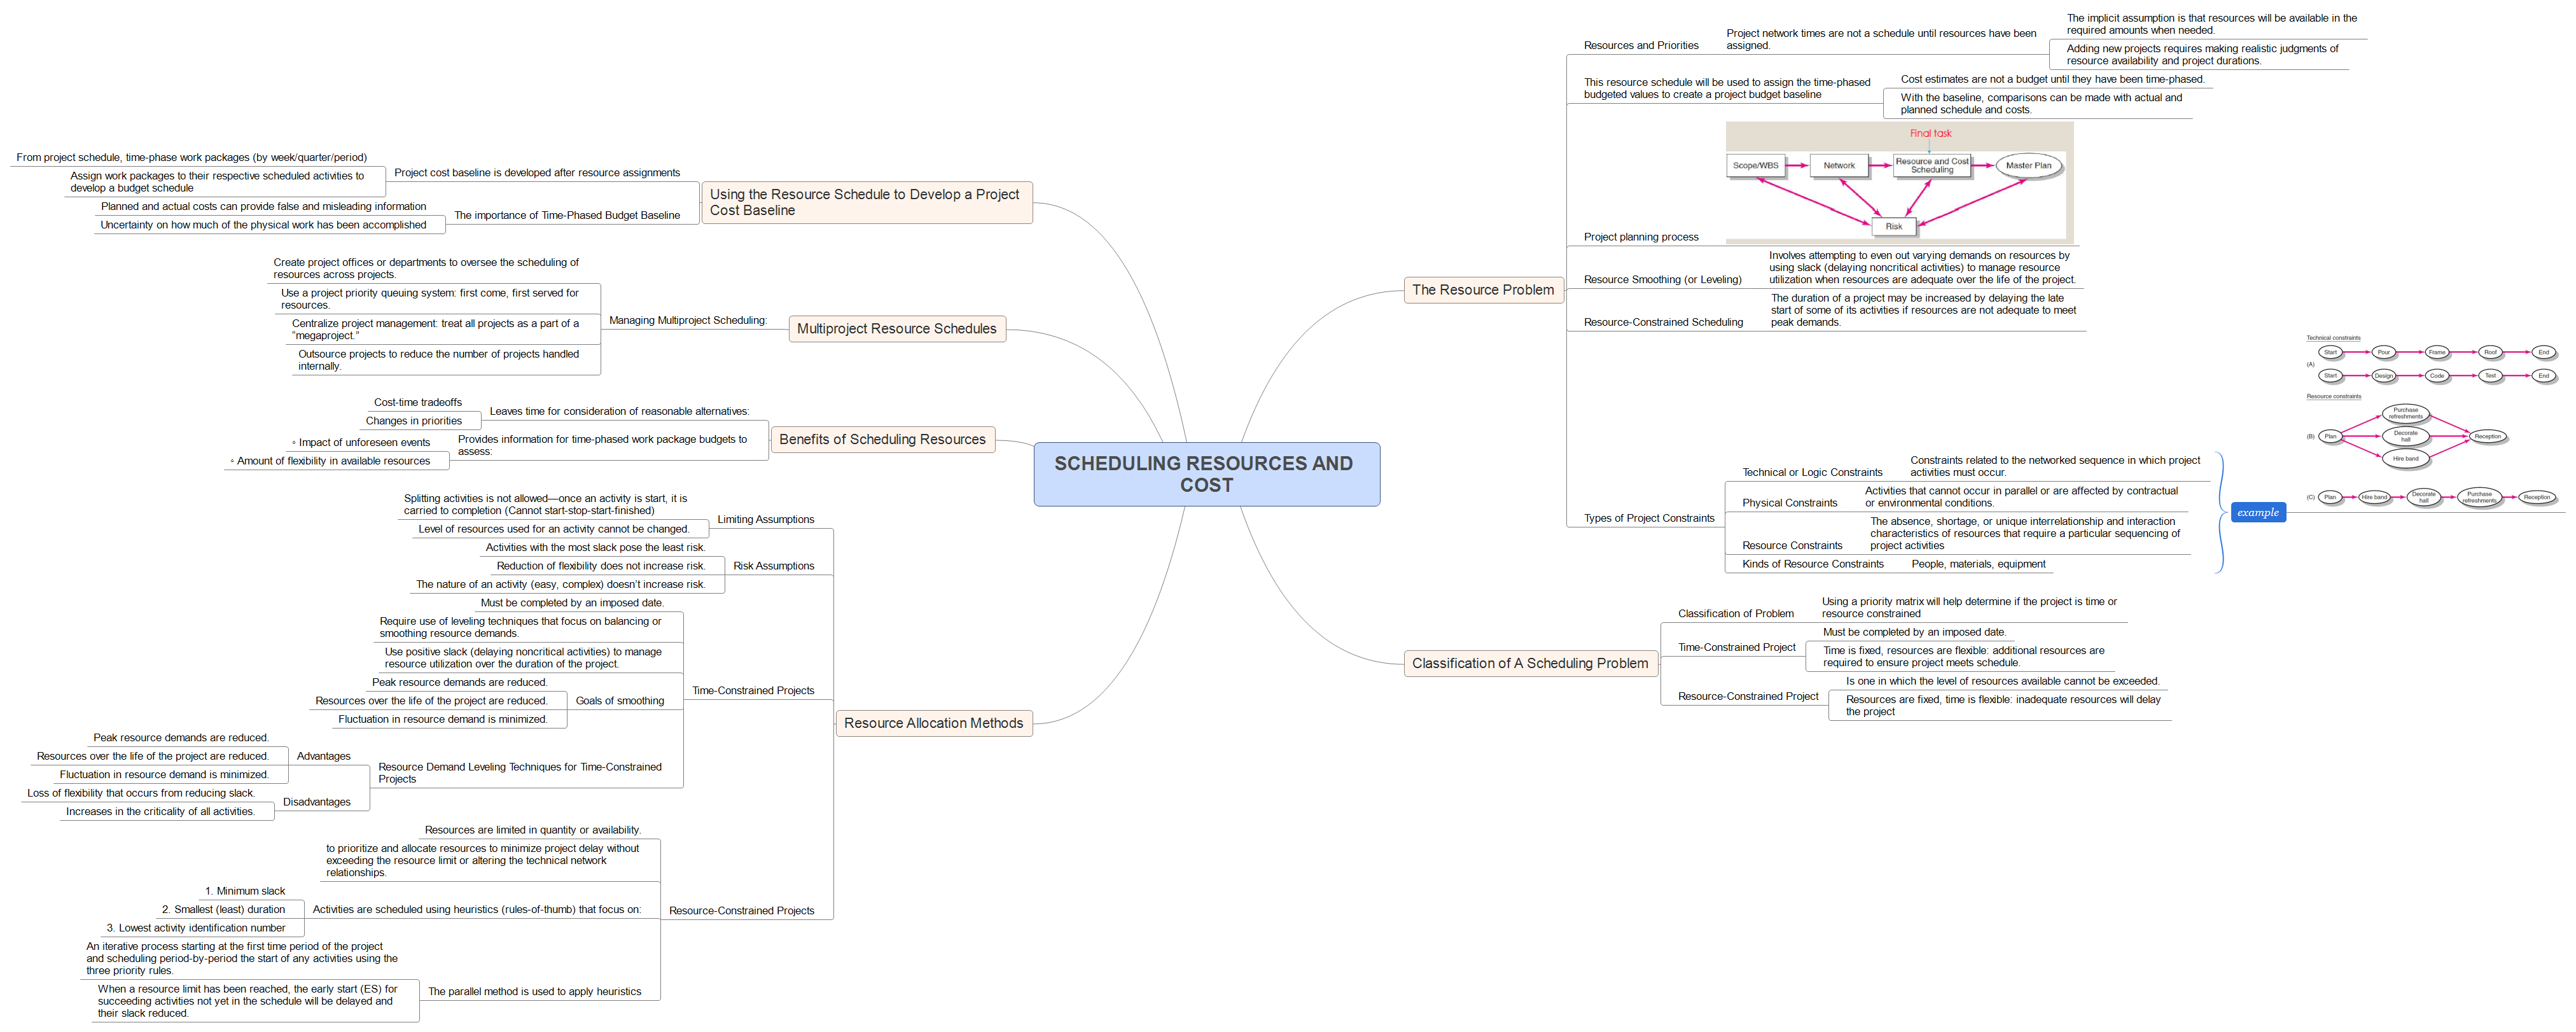 SCHEDULING RESOURCES AND
COST
The Resource Problem
Resources and Priorities
Project network times are not a schedule until resources have been
assigned.
The implicit assumption is that resources will be available in the
required amounts when needed.
Adding new projects requires making realistic judgments of
resource availability and project durations.
This resource schedule will be used to assign the time-phased
budgeted values to create a project budget baseline
Cost estimates are not a budget until they have been time-phased.
With the baseline, comparisons can be made with actual and
planned schedule and costs.
Project planning process
Final task
Scope/WBS
Network
Resource and Cost
Scheduling
Master Plan
Risk
Resource Smoothing (or Leveling)
Involves attempting to even out varying demands on resources by
using slack (delaying noncritical activities) to manage resource
utilization when resources are adequate over the life of the project.
Resource-Constrained Scheduling
The duration of a project may be increased by delaying the late
start of some of its activities if resources are not adequate to meet
peak demands.
Types of Project Constraints
Technical or Logic Constraints
Constraints related to the networked sequence in which project
activities must occur.
Physical Constraints
Activities that cannot occur in parallel or are affected by contractual
or environmental conditions.
Resource Constraints
The absence, shortage, or unique interrelationship and interaction
characteristics of resources that require a particular sequencing of
project activities
Kinds of Resource Constraints
People, materials, equipment
example
Technical constraints
(A)
Start
Pour
Frame
Roof
End
Start
Design
Code
Test
End
Resource constraints
(B)
Plan
Purchase
refreshments
Decorate
hall
Hire band
Reception
(C)
Plan
Hire band
Decorate
hall
Purchase
refreshments
Reception
Classification of A Scheduling Problem
Classification of Problem
Using a priority matrix will help determine if the project is time or
resource constrained
Time-Constrained Project
Must be completed by an imposed date.
Time is fixed, resources are flexible: additional resources are
required to ensure project meets schedule.
Resource-Constrained Project
Is one in which the level of resources available cannot be exceeded.
Resources are fixed, time is flexible: inadequate resources will delay
the project
Using the Resource Schedule to Develop a Project
Cost Baseline
Project cost baseline is developed after resource assignments
From project schedule, time-phase work packages (by week/quarter/period)
Assign work packages to their respective scheduled activities to
develop a budget schedule
The importance of Time-Phased Budget Baseline
Planned and actual costs can provide false and misleading information
Uncertainty on how much of the physical work has been accomplished
Multiproject Resource Schedules
Managing Multiproject Scheduling:
Create project offices or departments to oversee the scheduling of
resources across projects.
Use a project priority queuing system: first come, first served for
resources.
Centralize project management: treat all projects as a part of a
“megaproject.”
Outsource projects to reduce the number of projects handled
internally.
Benefits of Scheduling Resources
Leaves time for consideration of reasonable alternatives:
Cost-time tradeoffs
Changes in priorities
Provides information for time-phased work package budgets to
assess:
◦ Impact of unforeseen events
◦ Amount of flexibility in available resources
Resource Allocation Methods
Limiting Assumptions
Splitting activities is not allowed—once an activity is start, it is
carried to completion (Cannot start-stop-start-finished)
Level of resources used for an activity cannot be changed.
Risk Assumptions
Activities with the most slack pose the least risk.
Reduction of flexibility does not increase risk.
The nature of an activity (easy, complex) doesn’t increase risk.
Time-Constrained Projects
Must be completed by an imposed date.
Require use of leveling techniques that focus on balancing or
smoothing resource demands.
Use positive slack (delaying noncritical activities) to manage
resource utilization over the duration of the project.
Goals of smoothing
Peak resource demands are reduced.
Resources over the life of the project are reduced.
Fluctuation in resource demand is minimized.
Resource Demand Leveling Techniques for Time-Constrained
Projects
Advantages
Peak resource demands are reduced.
Resources over the life of the project are reduced.
Fluctuation in resource demand is minimized.
Disadvantages
Loss of flexibility that occurs from reducing slack.
Increases in the criticality of all activities.
Resource-Constrained Projects
Resources are limited in quantity or availability.
to prioritize and allocate resources to minimize project delay without
exceeding the resource limit or altering the technical network
relationships.
Activities are scheduled using heuristics (rules-of-thumb) that focus on:
1. Minimum slack
2. Smallest (least) duration
3. Lowest activity identification number
The parallel method is used to apply heuristics
An iterative process starting at the first time period of the project
and scheduling period-by-period the start of any activities using the
three priority rules.
When a resource limit has been reached, the early start (ES) for
succeeding activities not yet in the schedule will be delayed and
their slack reduced.